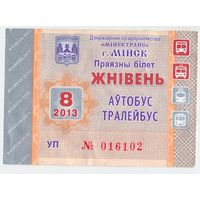 Дзяржаўнае прадпрыемства
«МІНСКТРАНС»
г. МІНСК
Праязны білет
ЖНІВЕНЬ
8
2013
АЎТОБУС
ТРАЛЕЙБУС
УП № 016102